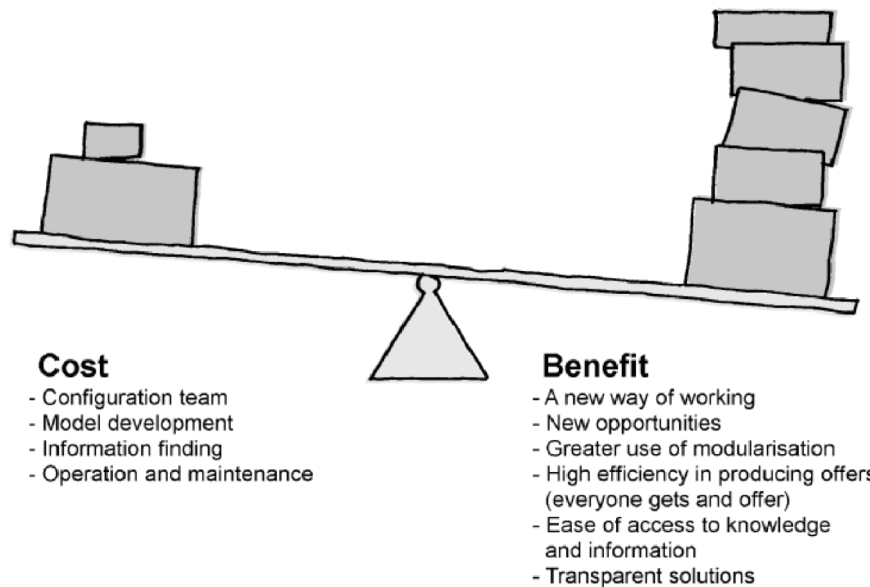 Cost
- Configuration team
- Model development
- Information finding
- Operation and maintenance
Benefit
- A new way of working
- New opportunities
- Greater use of modularisation
- High efficiency in producing offers
(everyone gets and offer)
- Ease of access to knowledge
and information
- Transparent solutions